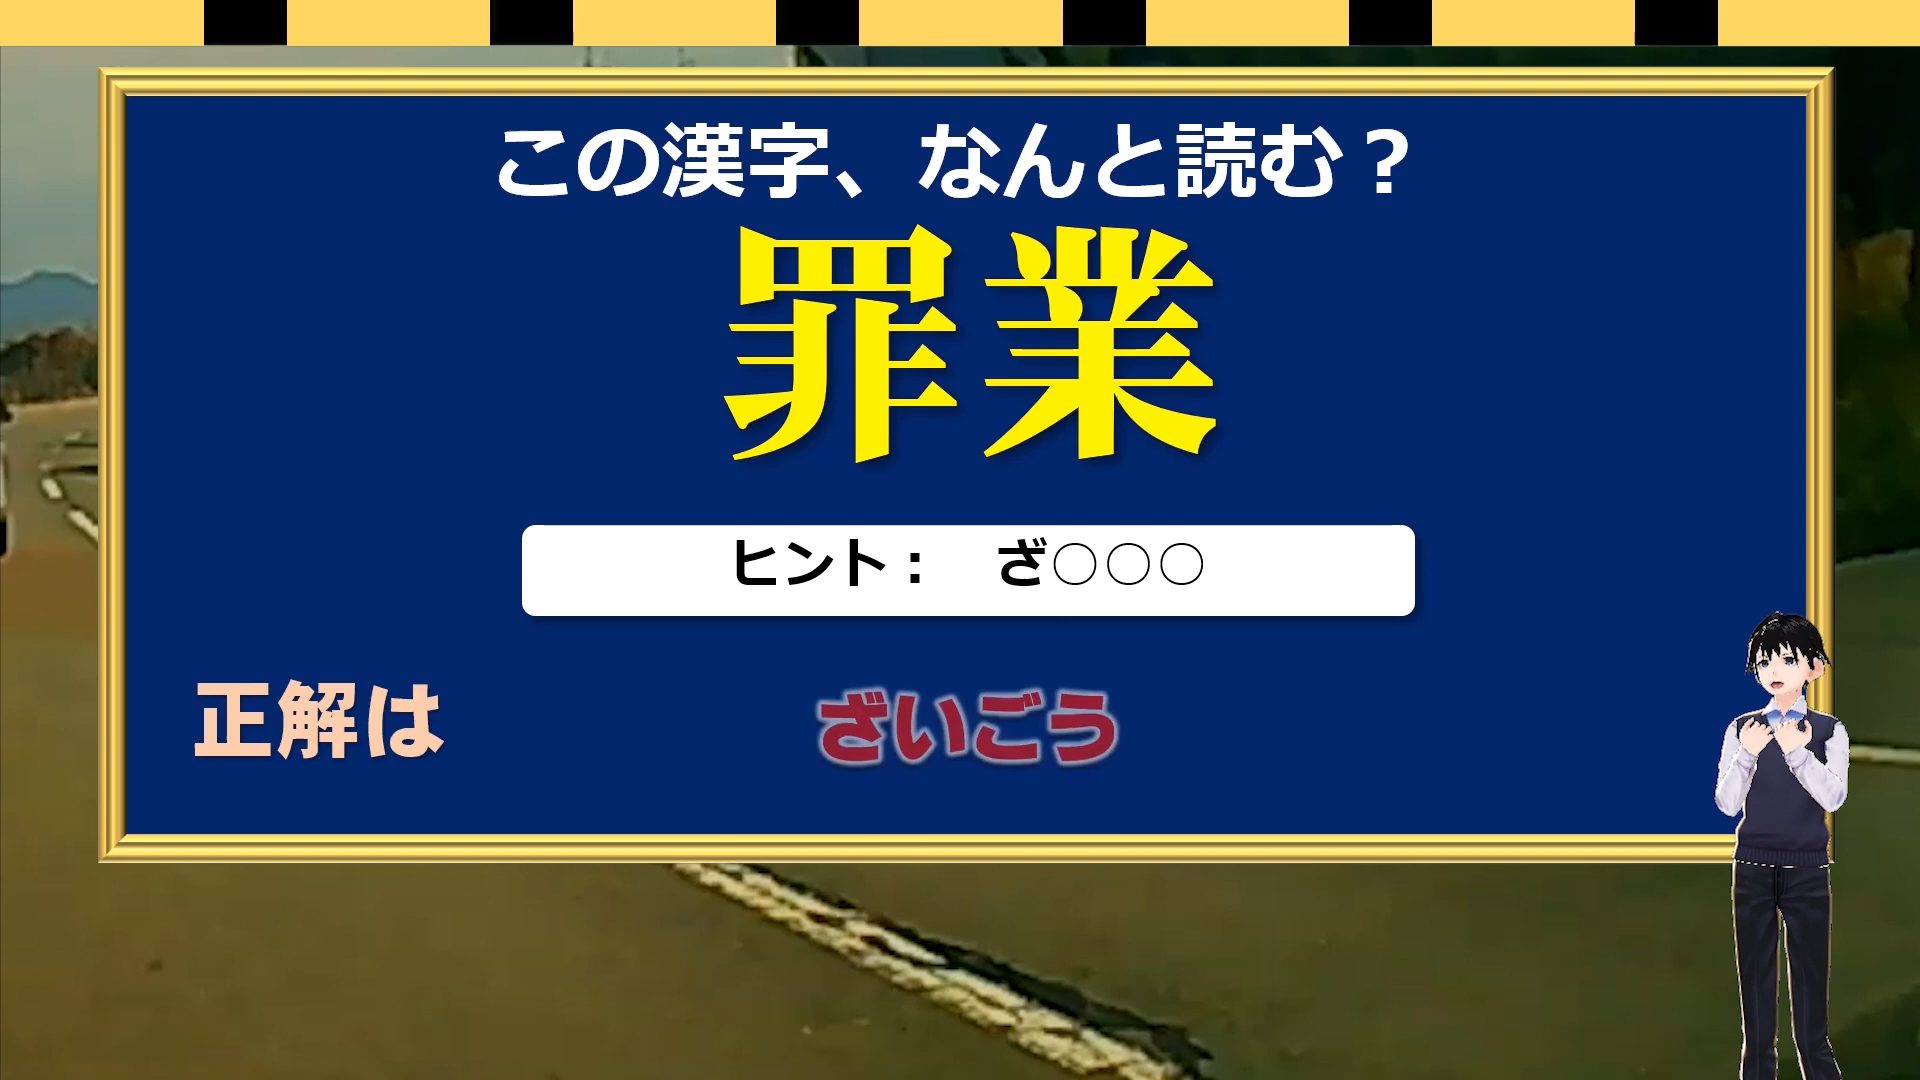 この漢字、なんと読む？
罪業
ヒント：　ざ○○○
正解は　ざいごう